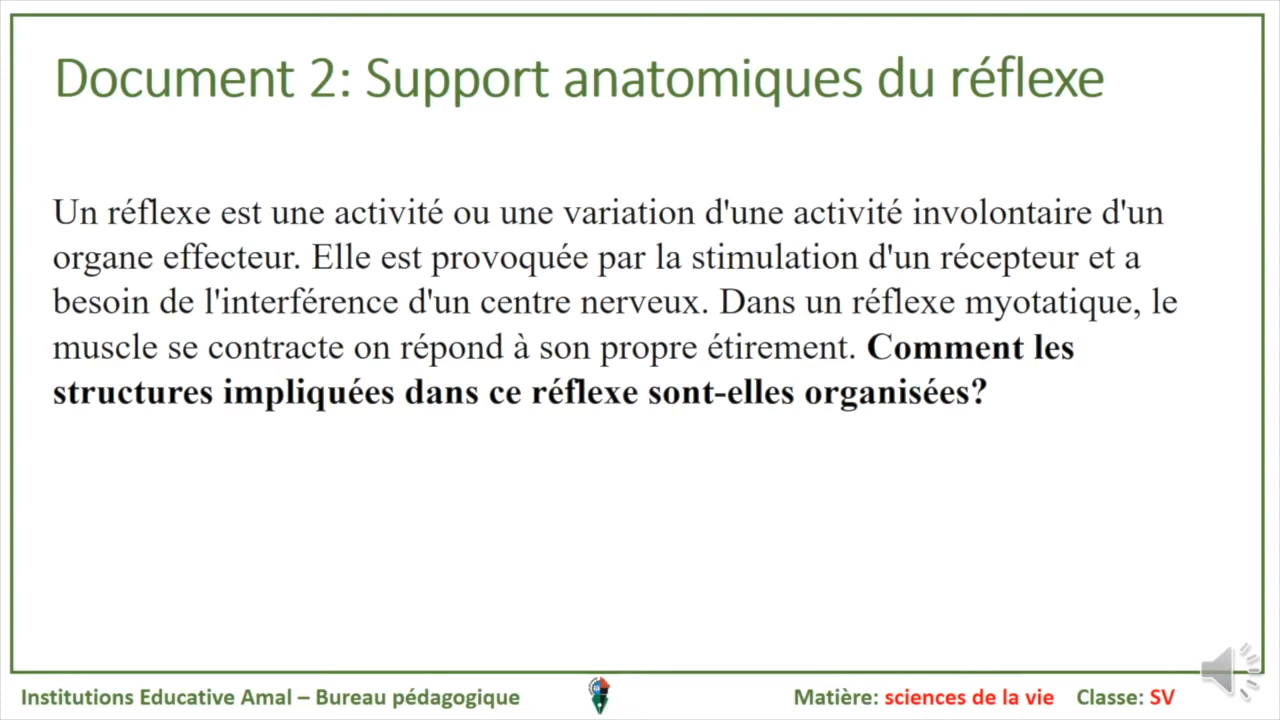 Document 2: Support anatomiques du réflexe
Un réflexe est une activité ou une variation d'une activité involontaire d'un
organe effecteur. Elle est provoquée par la stimulation d'un récepteur et a
besoin de l'interférence d'un centre nerveux. Dans un réflexe myotatique, le
muscle se contracte on répond à son propre étirement. Comment les
structures impliquées dans ce réflexe sont-elles organisées?
Institutions Educative Amal – Bureau pédagogique
Matière: sciences de la vie Classe: SV